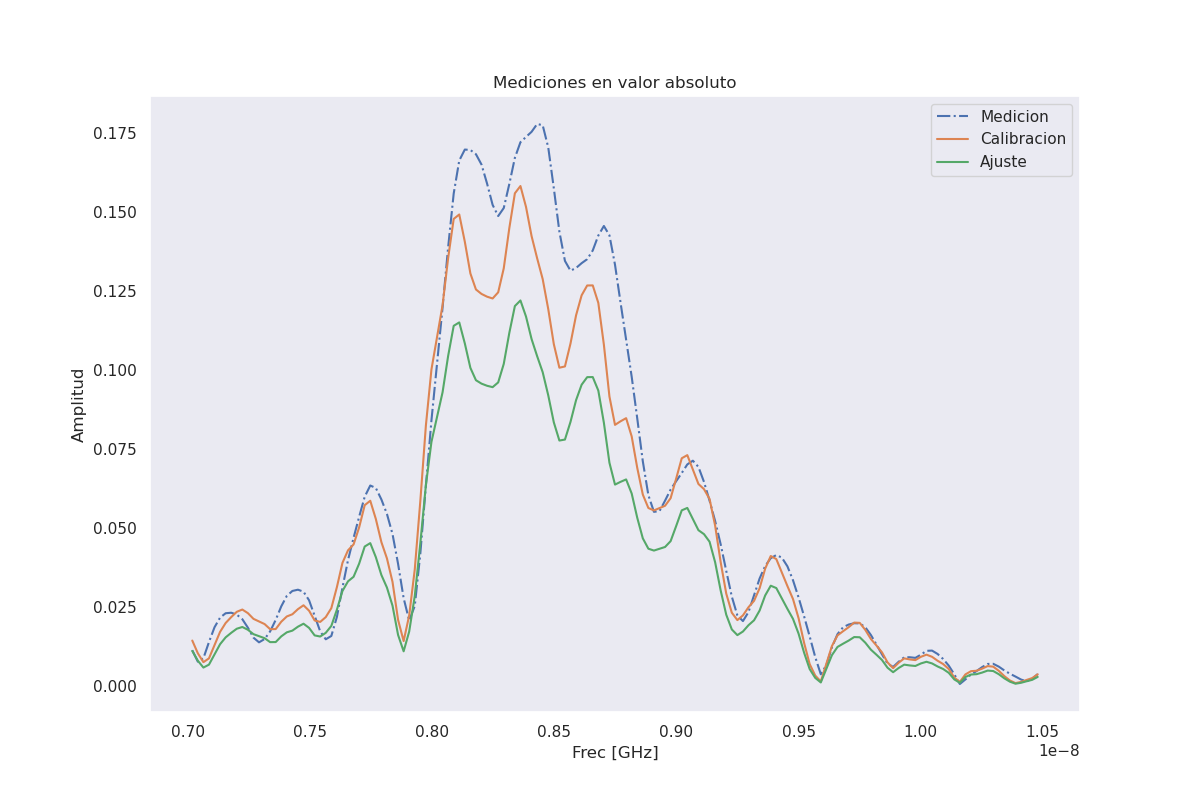 Mediciones en valor absoluto
Medicion
Calibracion
Ajuste
0.175
0.150
0.125
0.100
0.075
0.050
0.025
0.000
Amplitud
0.70 0.75 0.80 0.85 0.90 0.95 1.00 1.05
1e−8
Frec [GHz]